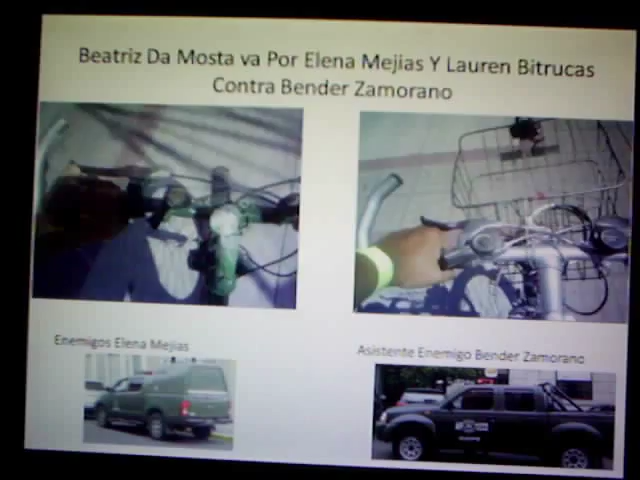 Beatriz Da Mosta va Por Elena Mejias Y Lauren Bitrucas
Contra Bender Zamorano
Enemigos Elena Mejias
Asistente Enemigo Bender Zamorano